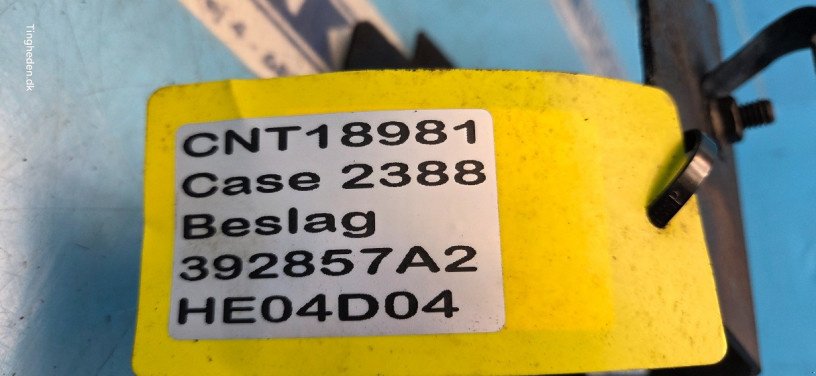 CNT18981
Case 2388
Beslag
392857A2
HE04D04
Tingheden.dk